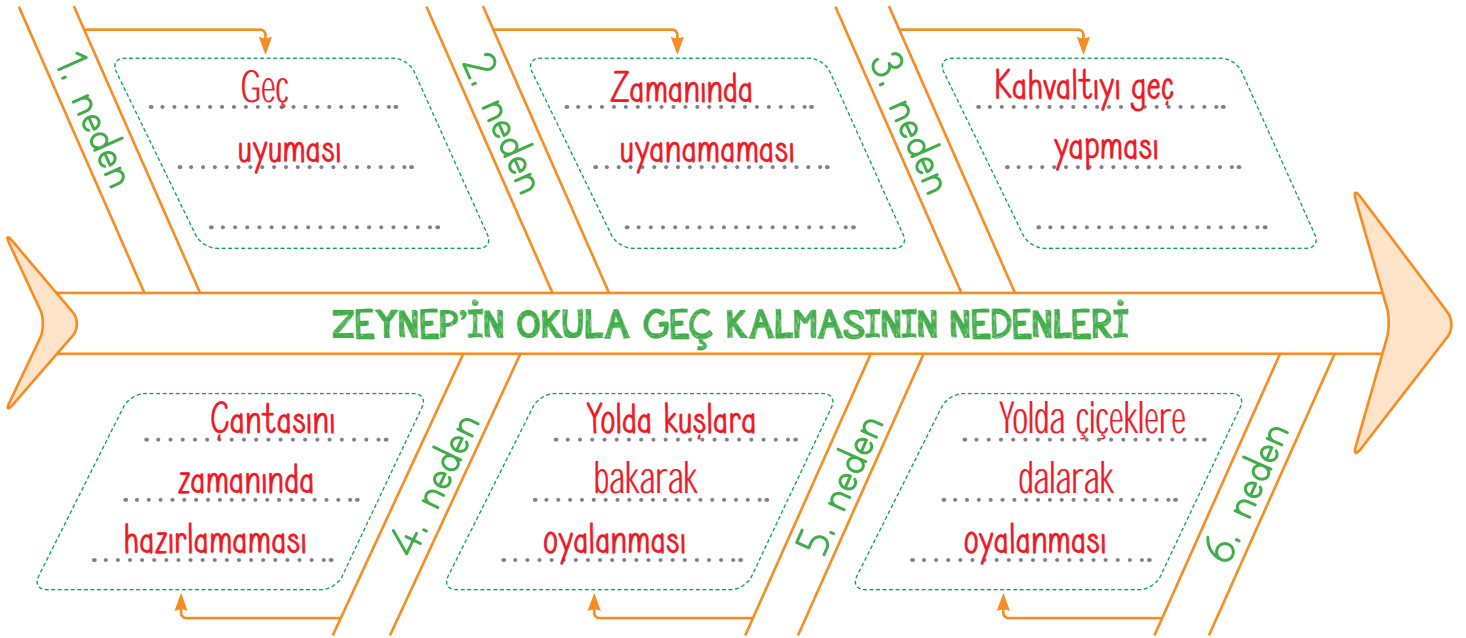 1. neden
Geç
uyuması
2. neden
Zamanında
uyanamaması
3. neden
Kahvaltıyı geç
yapması
ZEYNEP'İN OKULA GEÇ KALMASININ NEDENLERİ
Çantasını
zamanında
hazırlamaması
4. neden
Yolda kuşlara
bakarak
oyalanması
5. neden
Yolda çiçeklere
dalarak
oyalanması
6. neden